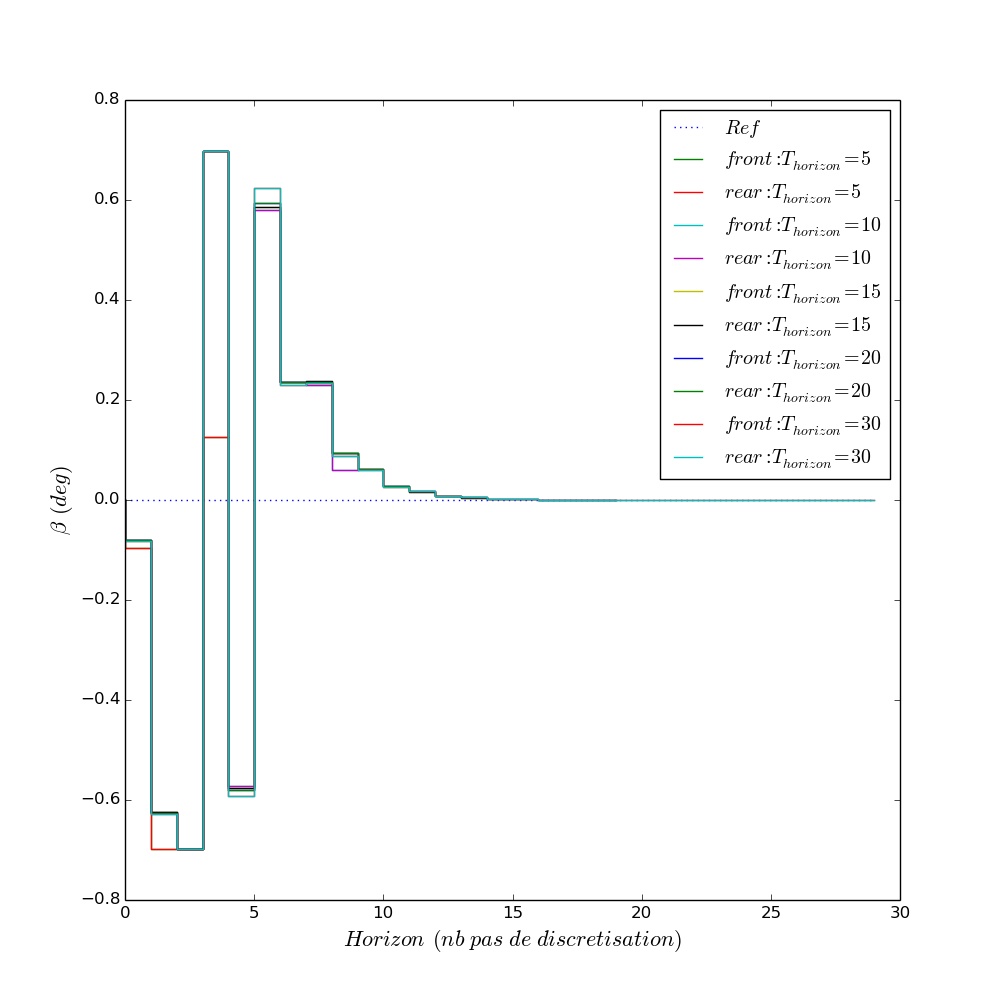 0.8
0.6
0.4
0.2
0.0
−0.2
−0.4
−0.6
−0.8
β (deg)
Ref
front:T_horizon=5
rear:T_horizon=5
front:T_horizon=10
rear:T_horizon=10
front:T_horizon=15
rear:T_horizon=15
front:T_horizon=20
rear:T_horizon=20
front:T_horizon=30
rear:T_horizon=30
0 5 10 15 20 25 30
Horizon (nb pas de discretisation)